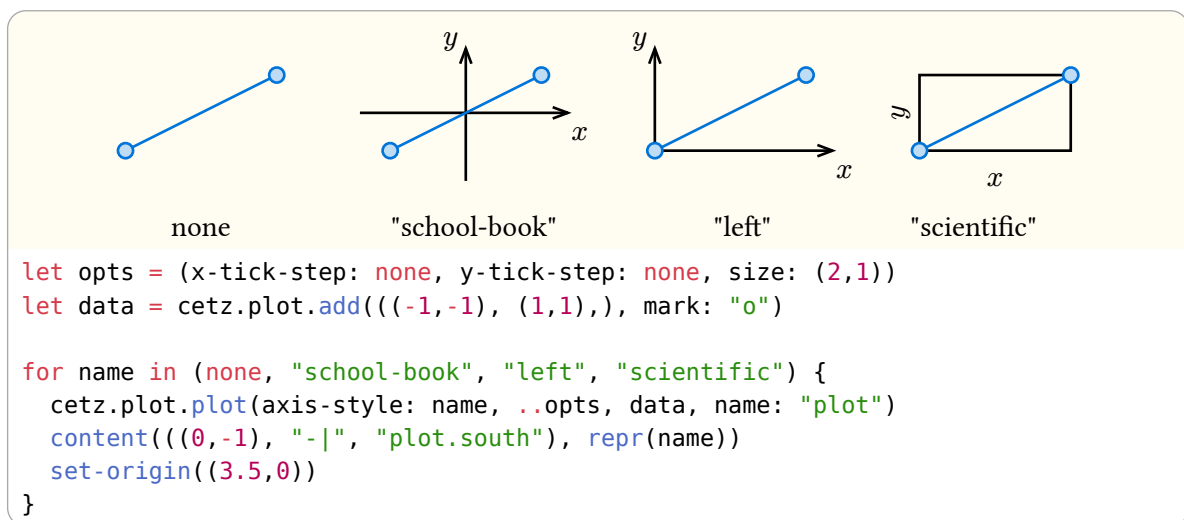 y
y
y
x
x
x
none
"school-book"
"left"
"scientific"
let opts = (x-tick-step: none, y-tick-step: none, size: (2,1))
let data = cetz.plot.add(((-1,-1), (1,1),), mark: "o")
for name in (none, "school-book", "left", "scientific") {
  cetz.plot.plot(axis-style: name, ..opts, data, name: "plot")
  content(((0,-1), "-|", "plot.south"), repr(name))
  set-origin((3.5,0))
}